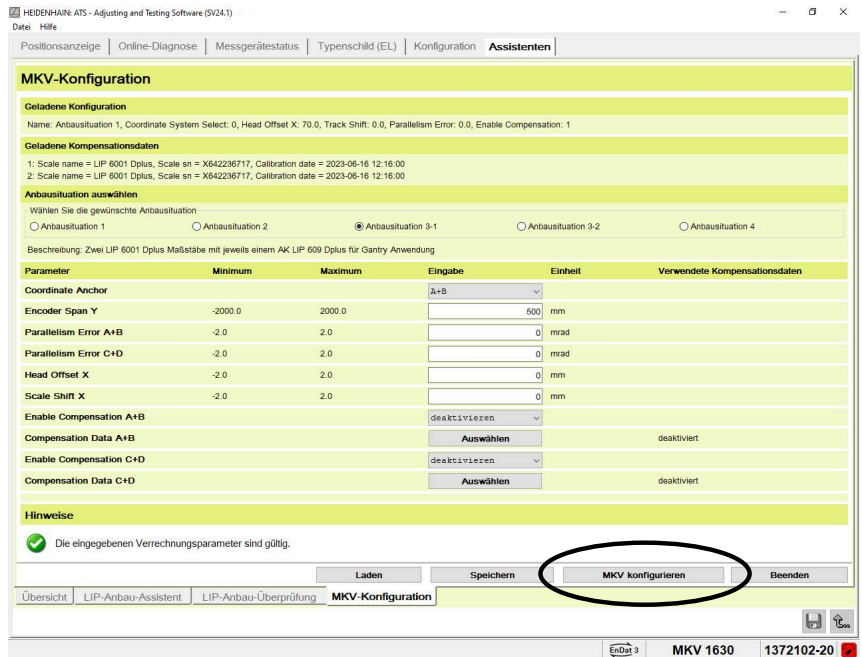 HEIDENHAIN: ATS - Adjusting and Testing Software (SV24.1)
Datei Hilfe
Positionsanzeige Online-Diagnose Messgerätestatus Typenschild (EL) Konfiguration Assistenten
MKV-Konfiguration
Geladene Konfiguration
Name: Anbausituation 1, Coordinate System Select: 0, Head Offset X: 70.0, Track Shift: 0.0, Parallelism Error: 0.0, Enable Compensation: 1
Geladene Kompensationsdaten
1: Scale name = LIP 6001 Dplus, Scale sn = X642236717, Calibration date = 2023-06-16 12:16:00
2: Scale name = LIP 6001 Dplus, Scale sn = X642236717, Calibration date = 2023-06-16 12:16:00
Anbausituation auswählen
Wählen Sie die gewünschte Anbausituation
Anbausituation 1 Anbausituation 2 Anbausituation 3-1 Anbausituation 3-2 Anbausituation 4
Beschreibung: Zwei LIP 6001 Dplus Maßstäbe mit jeweils einem AK LIP 609 Dplus für Gantry Anwendung
Parameter Minimum Maximum Eingabe Einheit Verwendete Kompensationsdaten
Coordinate Anchor A+B
Encoder Span Y -2000.0 2000.0 500 mm
Parallelism Error A+B -2.0 2.0 0 mrad
Parallelism Error C+D -2.0 2.0 0 mrad
Head Offset X -2.0 2.0 0 mm
Scale Shift X -2.0 2.0 0 mm
Enable Compensation A+B deaktivieren
Compensation Data A+B Auswählen deaktiviert
Enable Compensation C+D deaktivieren
Compensation Data C+D Auswählen deaktiviert
Hinweise
Die eingegebenen Verrechnungsparameter sind gültig.
Laden Speichern MKV konfigurieren Beenden
Übersicht LIP-Anbau-Assistent LIP-Anbau-Überprüfung MKV-Konfiguration
EnDat 3 MKV 1630 1372102-20